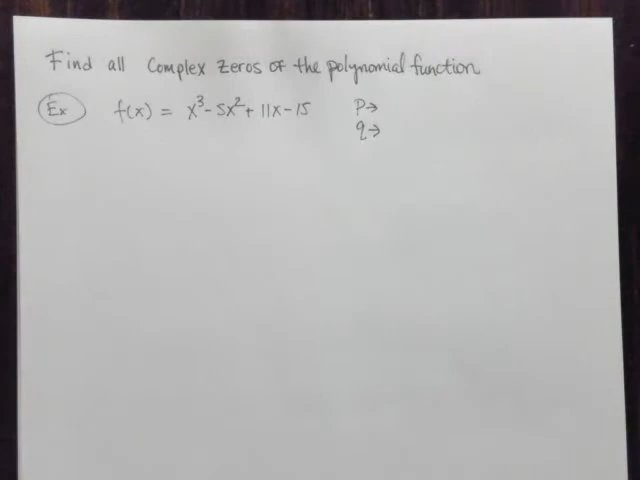 Find all Complex zeros of the polynomial function
Ex f(x) = x³ - 5x² + 11x - 15 P→
q→